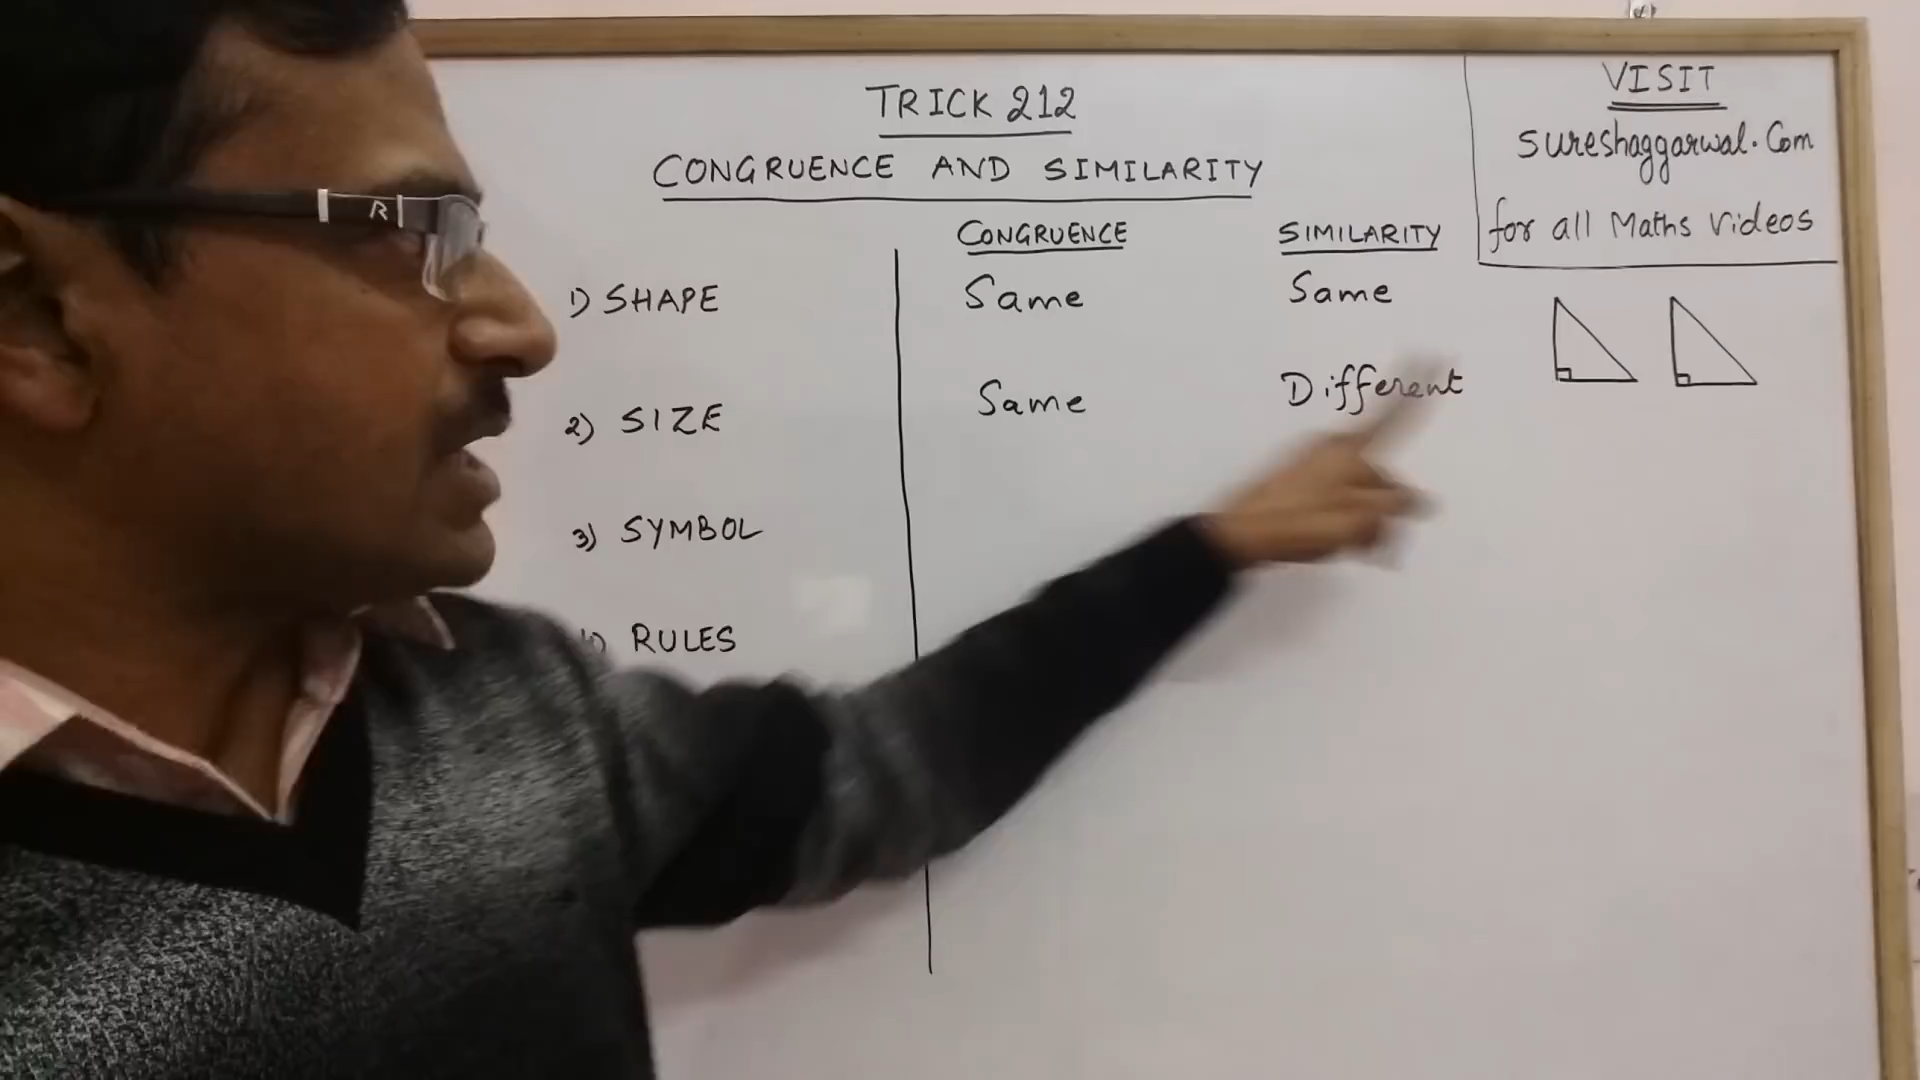 TRICK 212
CONGRUENCE AND SIMILARITY
VISIT
sureshaggarwal.Com
for all Maths Videos
CONGRUENCE SIMILARITY
1) SHAPE Same Same
2) SIZE Same Different
3) SYMBOL
4) RULES
R